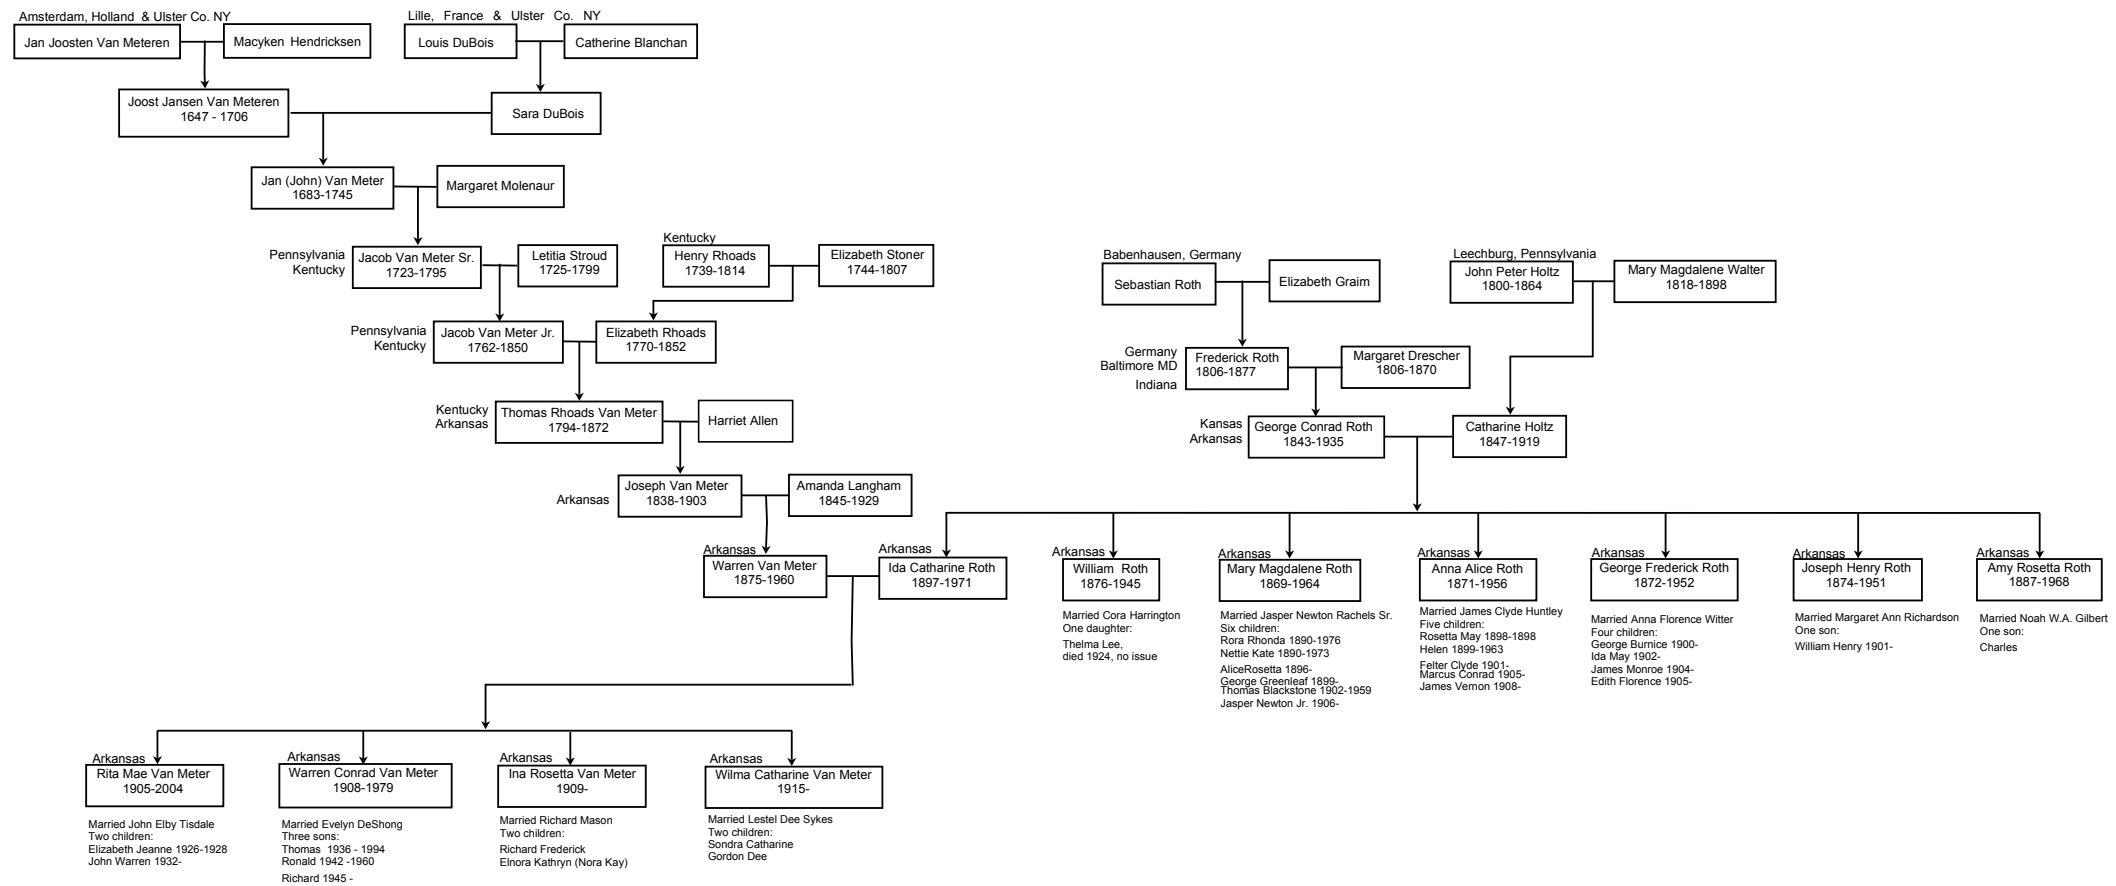 Amsterdam, Holland & Ulster Co. NY
Jan Joosten Van Meteren
Macyken Hendricksen
Lille, France & Ulster Co. NY
Louis DuBois
Catherine Blanchan
Joost Jansen Van Meteren
1647 - 1706
Sara DuBois
Jan (John) Van Meter
1683-1745
Margaret Molenaur
Pennsylvania
Kentucky
Jacob Van Meter Sr.
1723-1795
Letitia Stroud
1725-1799
Kentucky
Henry Rhoads
1739-1814
Elizabeth Stoner
1744-1807
Babenhausen, Germany
Sebastian Roth
Elizabeth Graim
Leechburg, Pennsylvania
John Peter Holtz
1800-1864
Mary Magdalene Walter
1818-1898
Pennsylvania
Kentucky
Jacob Van Meter Jr.
1762-1850
Elizabeth Rhoads
1770-1852
Germany
Baltimore MD
Indiana
Frederick Roth
1806-1877
Margaret Drescher
1806-1870
Kentucky
Arkansas
Thomas Rhoads Van Meter
1794-1872
Harriet Allen
Kansas
Arkansas
George Conrad Roth
1843-1935
Catharine Holtz
1847-1919
Arkansas
Joseph Van Meter
1838-1903
Amanda Langham
1845-1929
Arkansas
Warren Van Meter
1875-1960
Arkansas
Ida Catharine Roth
1897-1971
Arkansas
William Roth
1876-1945
Married Cora Harrington
One daughter:
Thelma Lee,
died 1924, no issue
Arkansas
Mary Magdalene Roth
1869-1964
Married Jasper Newton Rachels Sr.
Six children:
Rora Rhonda 1890-1976
Nettie Kate 1890-1973
AliceRosetta 1896-
George Greenleaf 1899-
Thomas Blackstone 1902-1959
Jasper Newton Jr. 1906-
Arkansas
Anna Alice Roth
1871-1956
Married James Clyde Huntley
Five children:
Rosetta May 1898-1898
Helen 1899-1963
Felter Clyde 1901-
Marcus Conrad 1905-
James Vernon 1908-
Arkansas
George Frederick Roth
1872-1952
Married Anna Florence Witter
Four children:
George Burnice 1900-
Ida May 1902-
James Monroe 1904-
Edith Florence 1905-
Arkansas
Joseph Henry Roth
1874-1951
Married Margaret Ann Richardson
One son:
William Henry 1901-
Arkansas
Amy Rosetta Roth
1887-1968
Married Noah W.A. Gilbert
One son:
Charles
Arkansas
Rita Mae Van Meter
1905-2004
Married John Elby Tisdale
Two children:
Elizabeth Jeanne 1926-1928
John Warren 1932-
Arkansas
Warren Conrad Van Meter
1908-1979
Married Evelyn DeShong
Three sons:
Thomas 1936 - 1994
Ronald 1942 -1960
Richard 1945 -
Arkansas
Ina Rosetta Van Meter
1909-
Married Richard Mason
Two children:
Richard Frederick
Elnora Kathryn (Nora Kay)
Arkansas
Wilma Catharine Van Meter
1915-
Married Lestel Dee Sykes
Two children:
Sondra Catharine
Gordon Dee